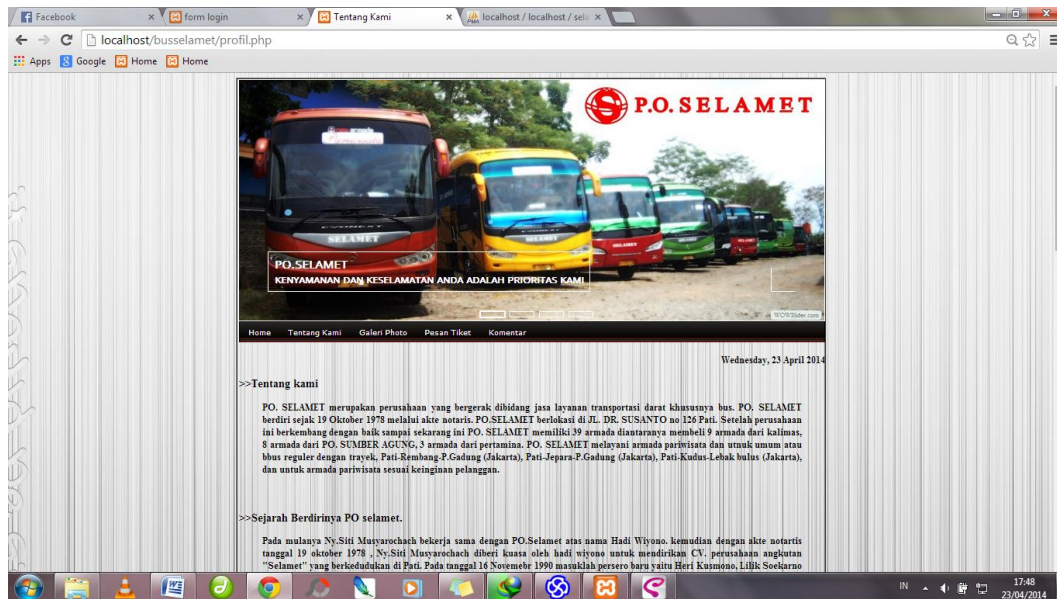 Facebook
form login
Tentang Kami
localhost / localhost / sela
localhost/busselamet/profil.php
Apps
Google
Home
Home
P.O. SELAMET
SELAMET
SELAMET
PO.SELAMET
KENYAMANAN DAN KESELAMATAN ANDA ADALAH PRIORITAS KAMI
WOWSlider.com
Home Tentang Kami Galeri Photo Pesan Tiket Komentar
Wednesday, 23 April 2014
>>Tentang kami
PO. SELAMET merupakan perusahaan yang bergerak dibidang jasa layanan transportasi darat khususnya bus. PO. SELAMET
berdiri sejak 19 Oktober 1978 melalui akte notaris. PO.SELAMET berlokasi di JL. DR. SUSANTO no 126 Pati. Setelah perusahaan
ini berkembang dengan baik sampai sekarang ini PO. SELAMET memiliki 39 armada diantaranya membeli 9 armada dari kalimas,
8 armada dari PO. SUMBER AGUNG, 3 armada dari pertamina. PO. SELAMET melayani armada pariwisata dan utnuk umum atau
bbus reguler dengan trayek, Pati-Rembang-P.Gadung (Jakarta), Pati-Jepara-P.Gadung (Jakarta), Pati-Kudus-Lebak bulus (Jakarta),
dan untuk armada pariwisata sesuai keinginan pelanggan.
>>Sejarah Berdirinya PO selamet.
Pada mulanya Ny.Siti Musyarochach bekerja sama dengan PO.Selamet atas nama Hadi Wiyono. kemudian dengan akte notartis
tanggal 19 oktober 1978 , Ny.Siti Musyarochach diberi kuasa oleh hadi wiyono untuk mendirikan CV. perusahaan angkutan
"Selamet" yang berkedudukan di Pati. Pada tanggal 16 Novemebr 1990 masuklah persero baru yaitu Heri Kusmono, Lilik Soekarno
IN
17:48
23/04/2014